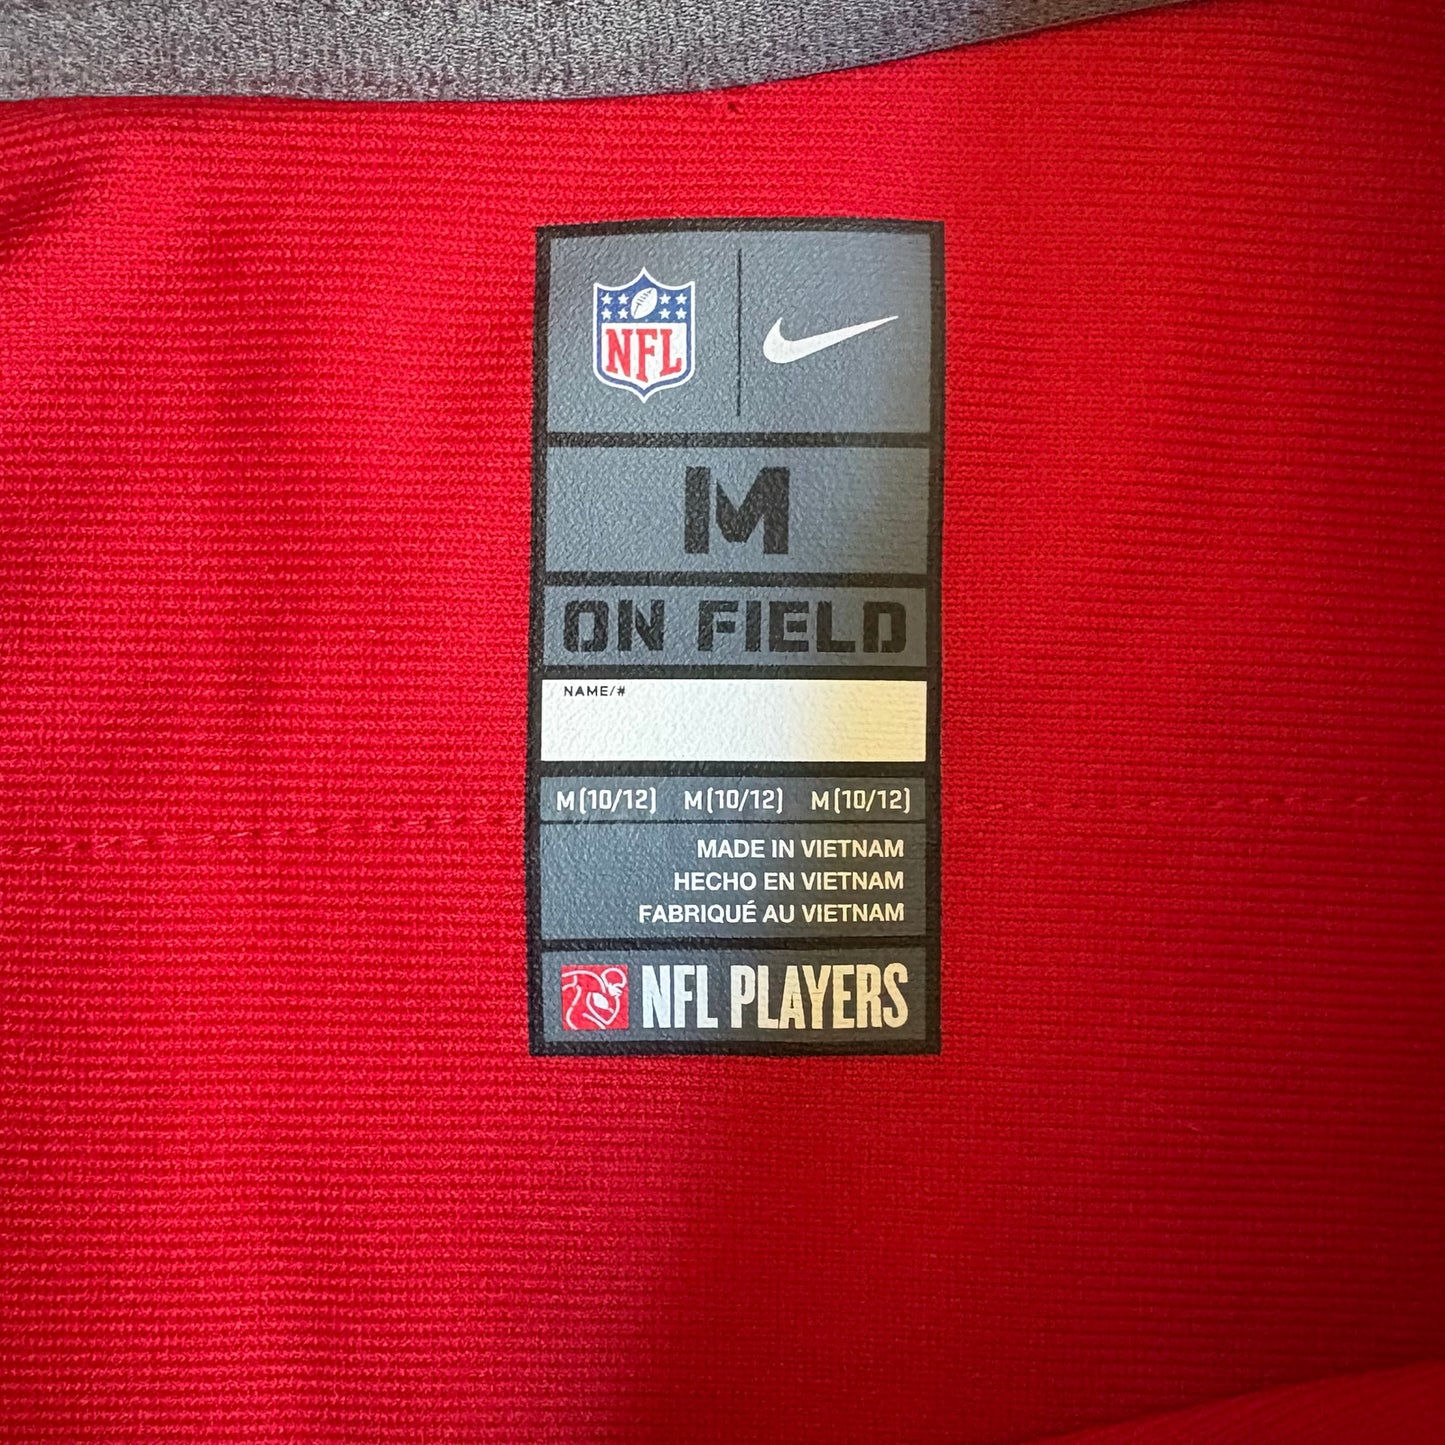 NFL
M
ON FIELD
NAME/#
M(10/12) M(10/12) M(10/12)
MADE IN VIETNAM
HECHO EN VIETNAM
FABRIQUÉ AU VIETNAM
NFL PLAYERS